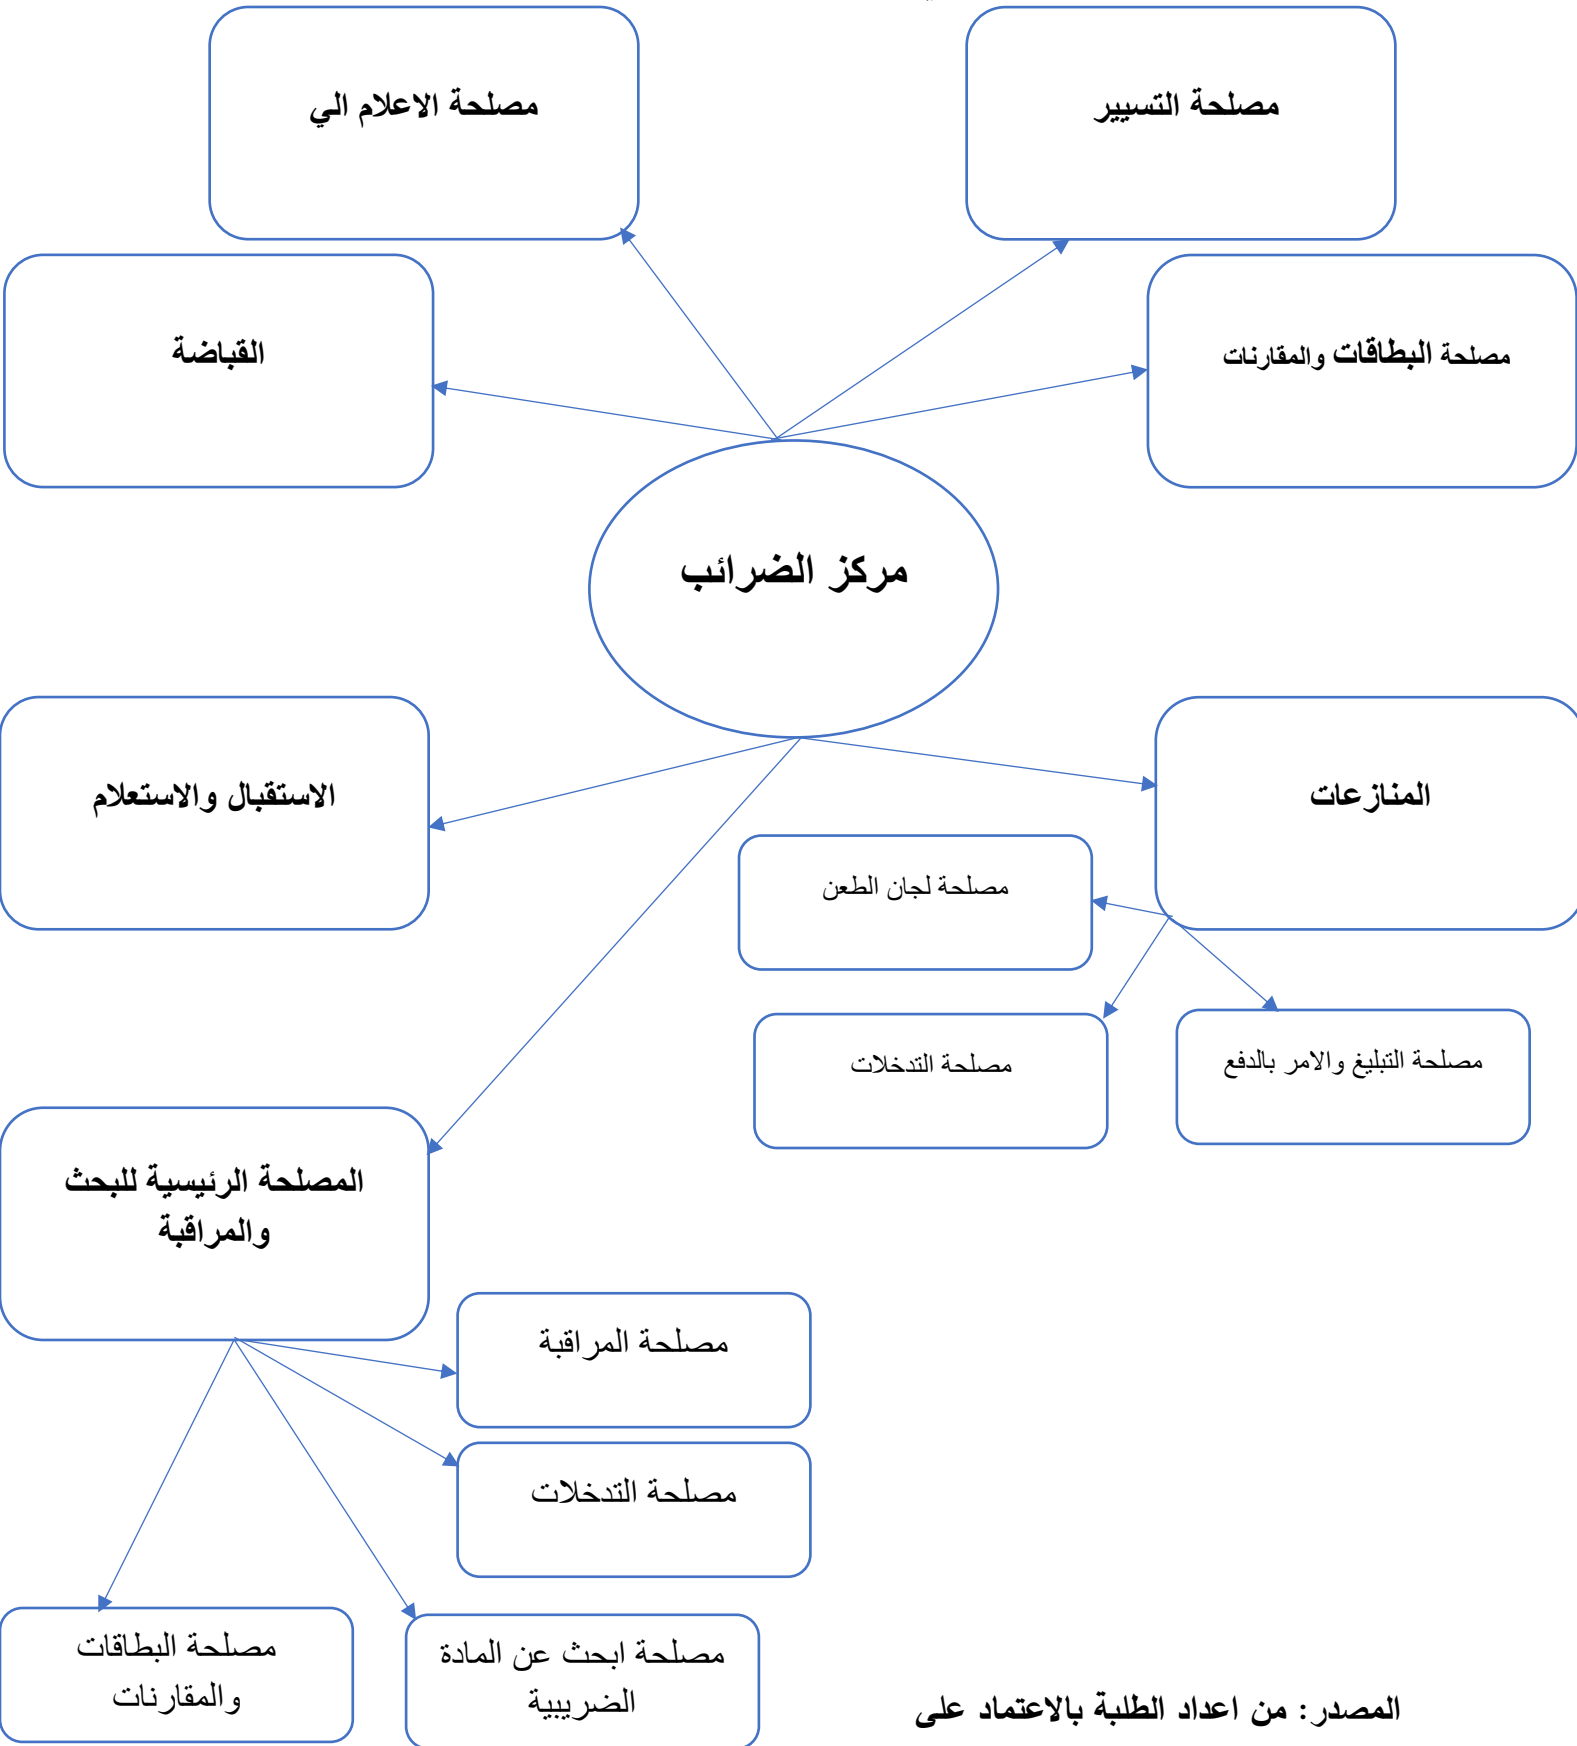 مصلحة التسيير
مصلحة الاعلام الي
مصلحة البطاقات والمقارنات
القباضة
مركز الضرائب
المنازعات
الاستقبال والاستعلام
مصلحة لجان الطعن
مصلحة التبليغ والامر بالدفع
مصلحة التدخلات
المصلحة الرئيسية للبحث
والمراقبة
مصلحة المراقبة
مصلحة التدخلات
مصلحة ابحث عن المادة
الضريبية
مصلحة البطاقات
والمقارنات
المصدر: من اعداد الطلبة بالاعتماد على